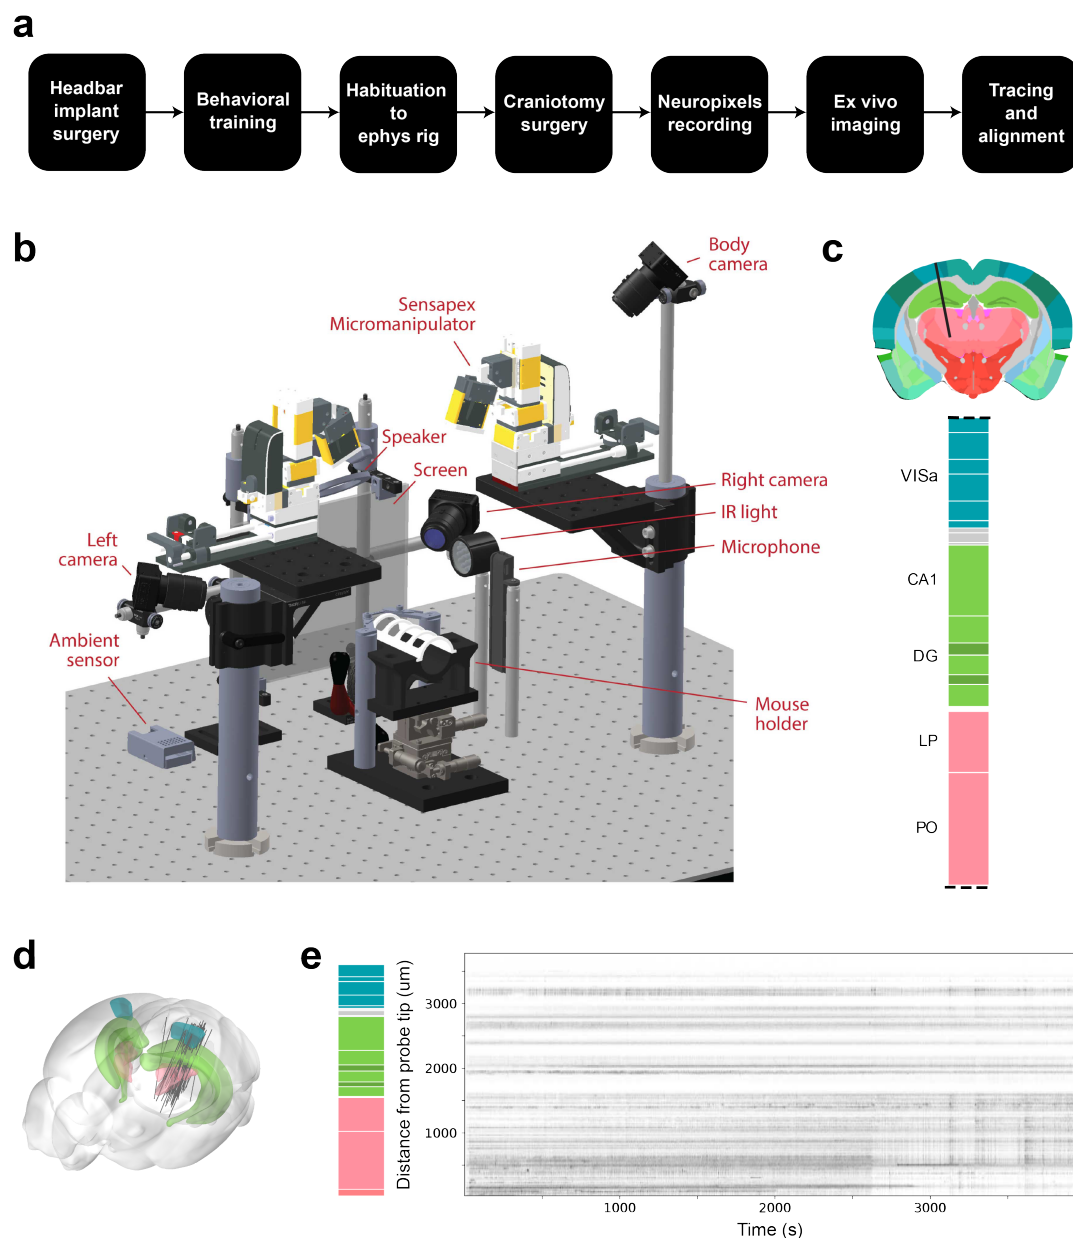 a
Headbar
implant
surgery
Behavioral
training
Habituation
to
ephys rig
Craniotomy
surgery
Neuropixels
recording
Ex vivo
imaging
Tracing
and
alignment
b
Body
camera
Sensapex
Micromanipulator
Speaker
Screen
Right camera
IR light
Microphone
Left
camera
Ambient
sensor
Mouse
holder
c
VISa
CA1
DG
LP
PO
d
e
Distance from probe tip (um)
3000
2000
1000
1000
2000
3000
Time (s)